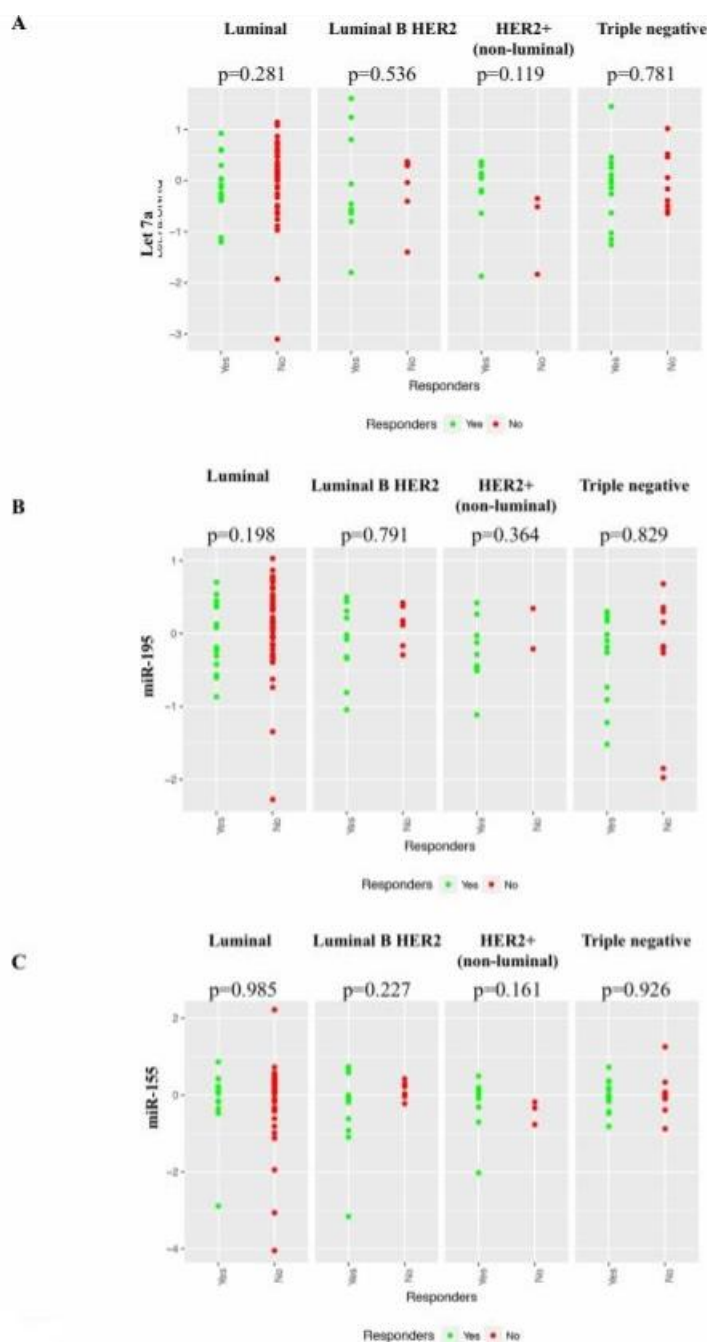 A
Luminal Luminal B HER2 HER2+ (non-luminal) Triple negative
p=0.281 p=0.536 p=0.119 p=0.781
Let 7a
1
0
−1
−2
−3
Yes No Yes No Yes No Yes No
Responders
Responders Yes No
B
Luminal Luminal B HER2 HER2+ (non-luminal) Triple negative
p=0.198 p=0.791 p=0.364 p=0.829
miR-195
1
0
−1
−2
Yes No Yes No Yes No Yes No
Responders
Responders Yes No
C
Luminal Luminal B HER2 HER2+ (non-luminal) Triple negative
p=0.985 p=0.227 p=0.161 p=0.926
miR-155
2
0
−2
−4
Yes No Yes No Yes No Yes No
Responders
Responders Yes No